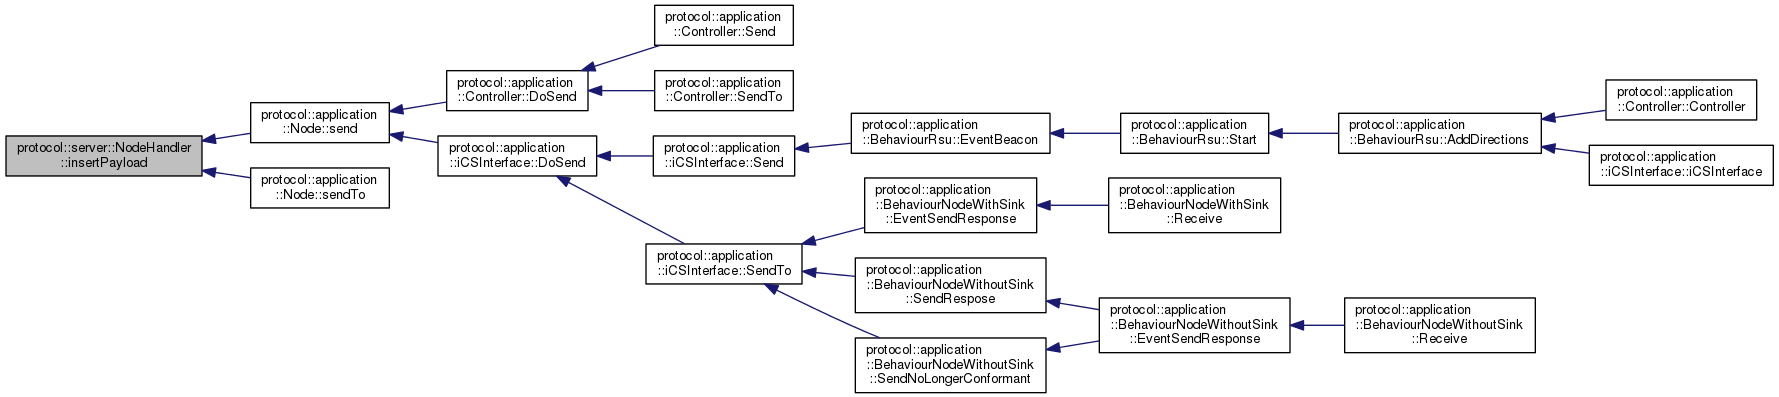 protocol::server::NodeHandler
::insertPayload
protocol::application
::Node::send
protocol::application
::Node::sendTo
protocol::application
::Controller::DoSend
protocol::application
::iCSInterface::DoSend
protocol::application
::Controller::Send
protocol::application
::Controller::SendTo
protocol::application
::iCSInterface::Send
protocol::application
::iCSInterface::SendTo
protocol::application
::BehaviourRsu::EventBeacon
protocol::application
::BehaviourNodeWithSink
::EventSendResponse
protocol::application
::BehaviourNodeWithoutSink
::SendRespose
protocol::application
::BehaviourNodeWithoutSink
::SendNoLongerConformant
protocol::application
::BehaviourRsu::Start
protocol::application
::BehaviourNodeWithSink
::Receive
protocol::application
::BehaviourNodeWithoutSink
::EventSendResponse
protocol::application
::BehaviourRsu::AddDirections
protocol::application
::BehaviourNodeWithoutSink
::Receive
protocol::application
::Controller::Controller
protocol::application
::iCSInterface::iCSInterface